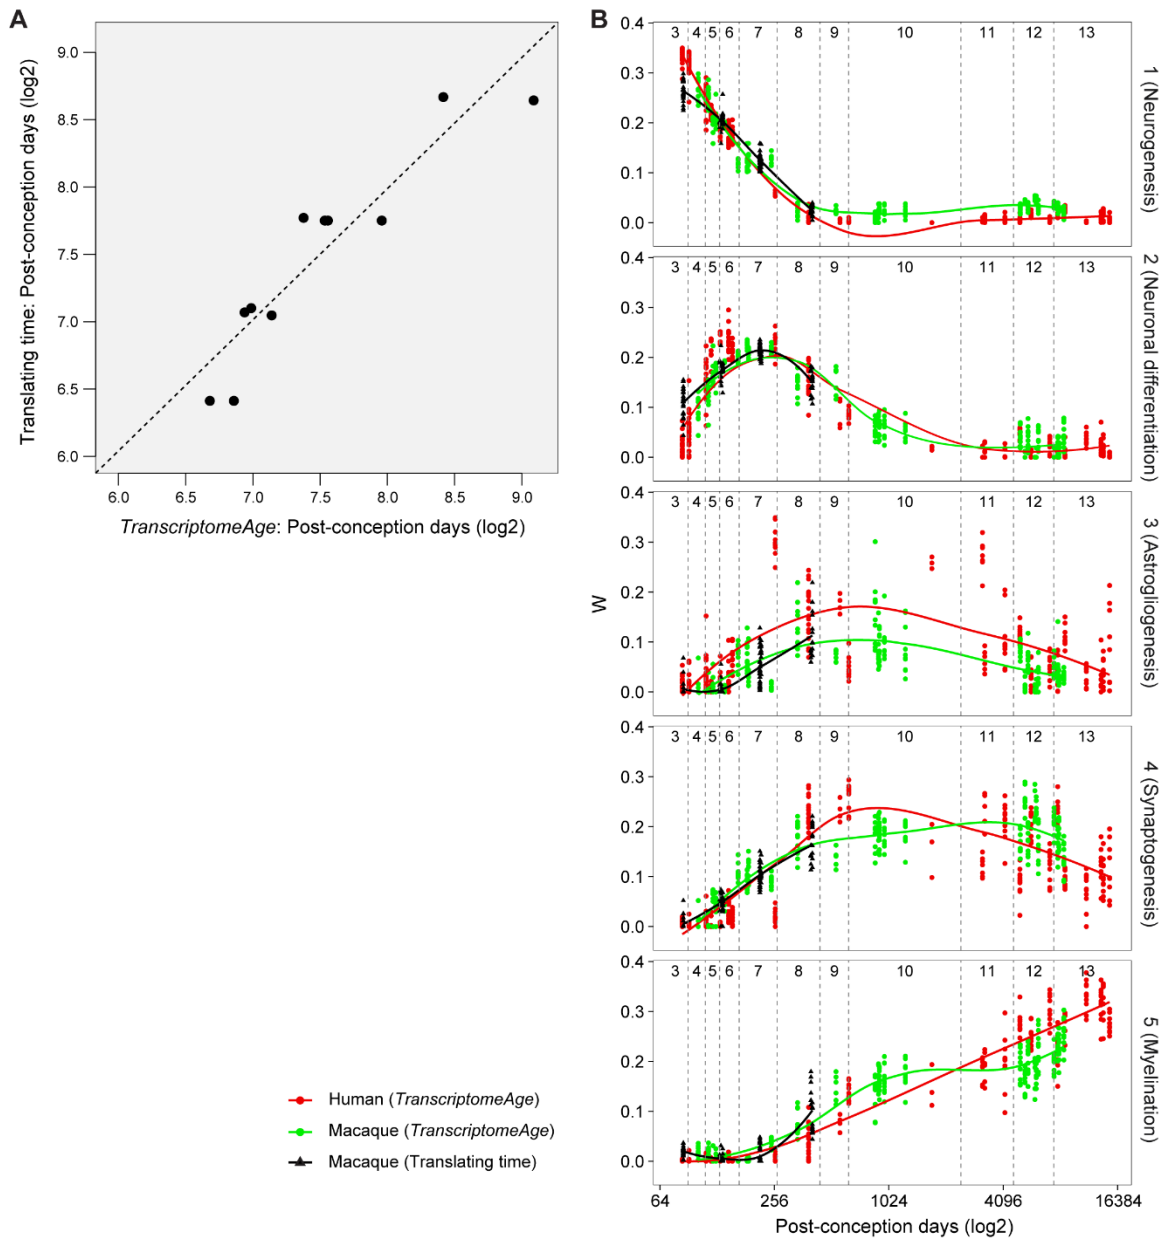 A
9.0
8.5
8.0
7.5
7.0
6.5
6.0
6.0 6.5 7.0 7.5 8.0 8.5 9.0
Translating time: Post-conception days (log2)
TranscriptomeAge: Post-conception days (log2)
Human (TranscriptomeAge)
Macaque (TranscriptomeAge)
Macaque (Translating time)
B
W
3 4 5 6 7 8 9 10 11 12 13
0.4
0.3
0.2
0.1
0.0
1 (Neurogenesis)
3 4 5 6 7 8 9 10 11 12 13
0.4
0.3
0.2
0.1
0.0
2 (Neuronal differentiation)
3 4 5 6 7 8 9 10 11 12 13
0.4
0.3
0.2
0.1
0.0
3 (Astrogliogenesis)
3 4 5 6 7 8 9 10 11 12 13
0.4
0.3
0.2
0.1
0.0
4 (Synaptogenesis)
3 4 5 6 7 8 9 10 11 12 13
0.4
0.3
0.2
0.1
0.0
5 (Myelination)
64 256 1024 4096 16384
Post-conception days (log2)